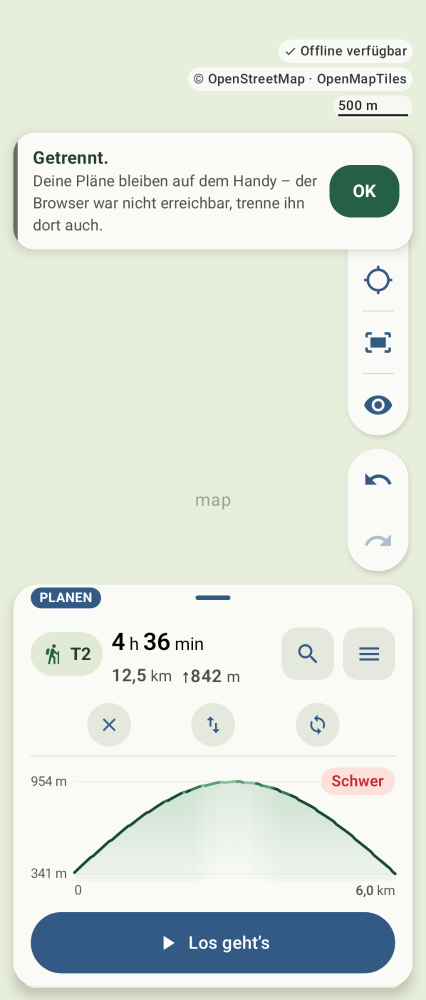 Offline verfügbar
© OpenStreetMap · OpenMapTiles
500 m
Getrennt.
Deine Pläne bleiben auf dem Handy – der
Browser war nicht erreichbar, trenne ihn
dort auch.
OK
map
PLANEN
T2
4 h 36 min
12,5 km ↑842 m
954 m
Schwer
341 m
0
6,0 km
Los geht's